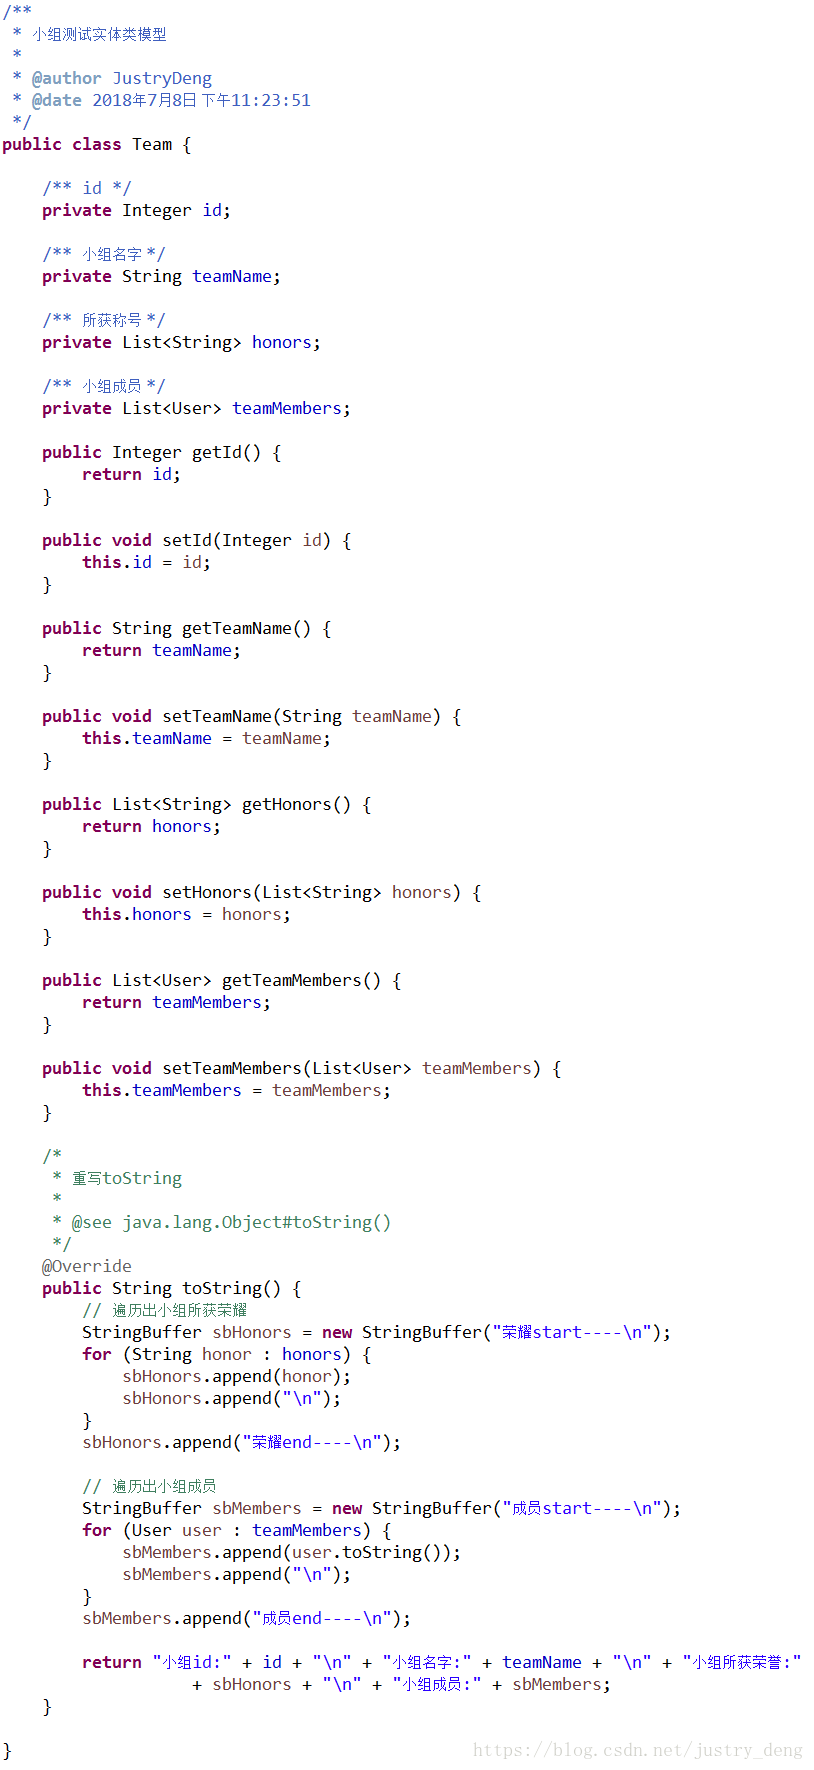 /**
 * 小组测试实体类模型
 *
 * @author JustryDeng
 * @date 2018年7月8日 下午11:23:51
 */
public class Team {

    /** id */
    private Integer id;

    /** 小组名字 */
    private String teamName;

    /** 所获称号 */
    private List<String> honors;

    /** 小组成员 */
    private List<User> teamMembers;

    public Integer getId() {
        return id;
    }

    public void setId(Integer id) {
        this.id = id;
    }

    public String getTeamName() {
        return teamName;
    }

    public void setTeamName(String teamName) {
        this.teamName = teamName;
    }

    public List<String> getHonors() {
        return honors;
    }

    public void setHonors(List<String> honors) {
        this.honors = honors;
    }

    public List<User> getTeamMembers() {
        return teamMembers;
    }

    public void setTeamMembers(List<User> teamMembers) {
        this.teamMembers = teamMembers;
    }

    /*
     * 重写toString
     *
     * @see java.lang.Object#toString()
     */
    @Override
    public String toString() {
        // 遍历出小组所获荣耀
        StringBuffer sbHonors = new StringBuffer("荣耀start----\n");
        for (String honor : honors) {
            sbHonors.append(honor);
            sbHonors.append("\n");
        }
        sbHonors.append("荣耀end----\n");

        // 遍历出小组成员
        StringBuffer sbMembers = new StringBuffer("成员start----\n");
        for (User user : teamMembers) {
            sbMembers.append(user.toString());
            sbMembers.append("\n");
        }
        sbMembers.append("成员end----\n");

        return "小组id:" + id + "\n" + "小组名字:" + teamName + "\n" + "小组所获荣誉:"
                   + sbHonors + "\n" + "小组成员:" + sbMembers;
    }

}
https://blog.csdn.net/justry_deng